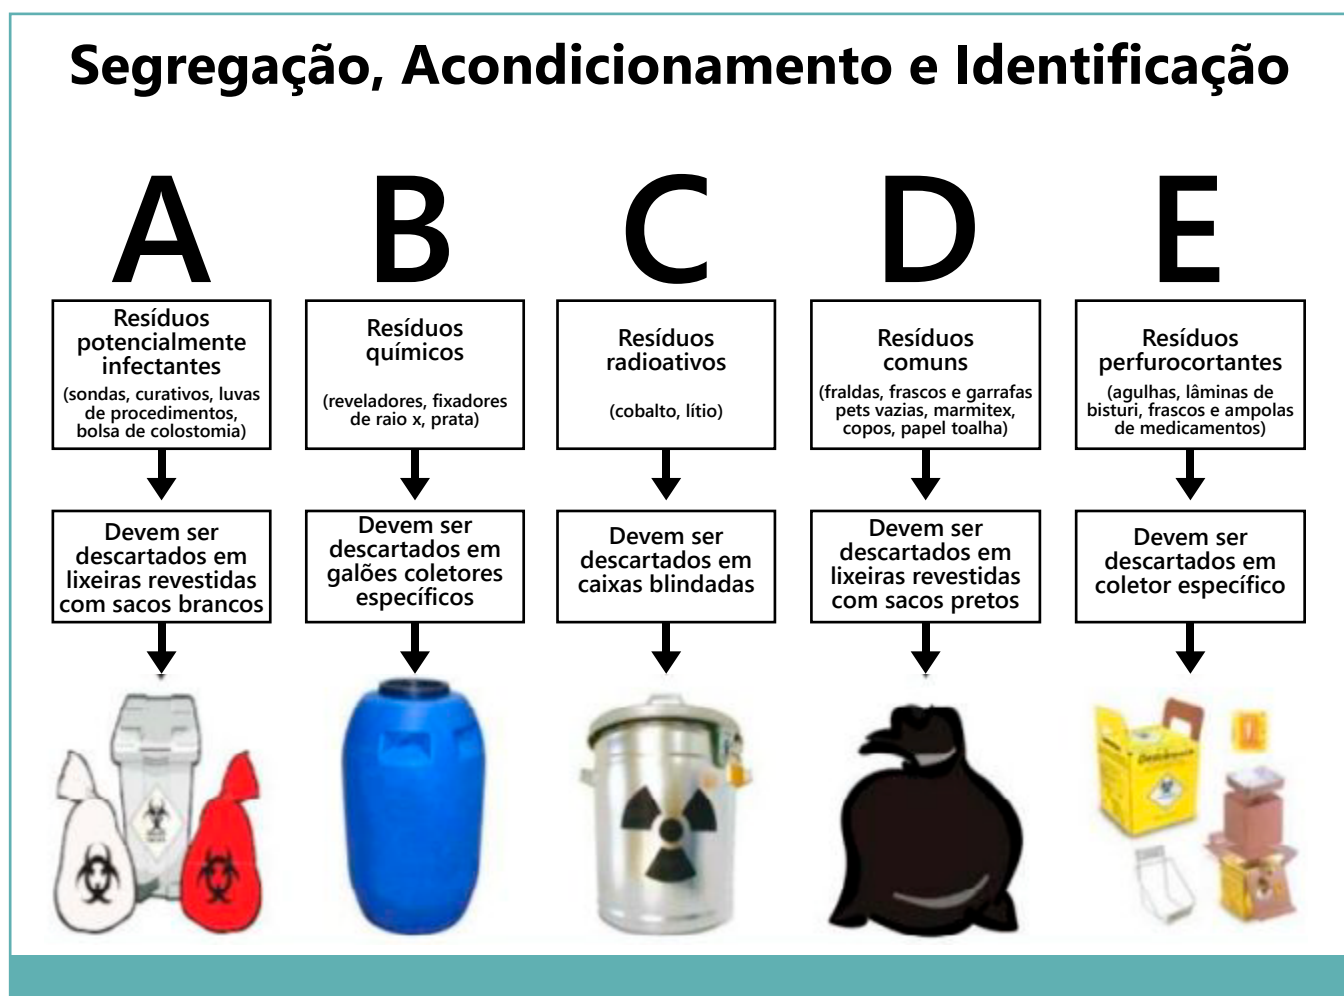 Segregação, Acondicionamento e Identificação
A
Resíduos
potencialmente
infectantes
(sondas, curativos, luvas
de procedimentos,
bolsa de colostomia)
Devem ser
descartados em
lixeiras revestidas
com sacos brancos
B
Resíduos
químicos
(reveladores, fixadores
de raio x, prata)
Devem ser
descartados em
galões coletores
específicos
C
Resíduos
radioativos
(cobalto, lítio)
Devem ser
descartados em
caixas blindadas
D
Resíduos
comuns
(fraldas, frascos e garrafas
pets vazias, marmitex,
copos, papel toalha)
Devem ser
descartados em
lixeiras revestidas
com sacos pretos
E
Resíduos
perfurocortantes
(agulhas, lâminas de
bisturi, frascos e ampolas
de medicamentos)
Devem ser
descartados em
coletor específico